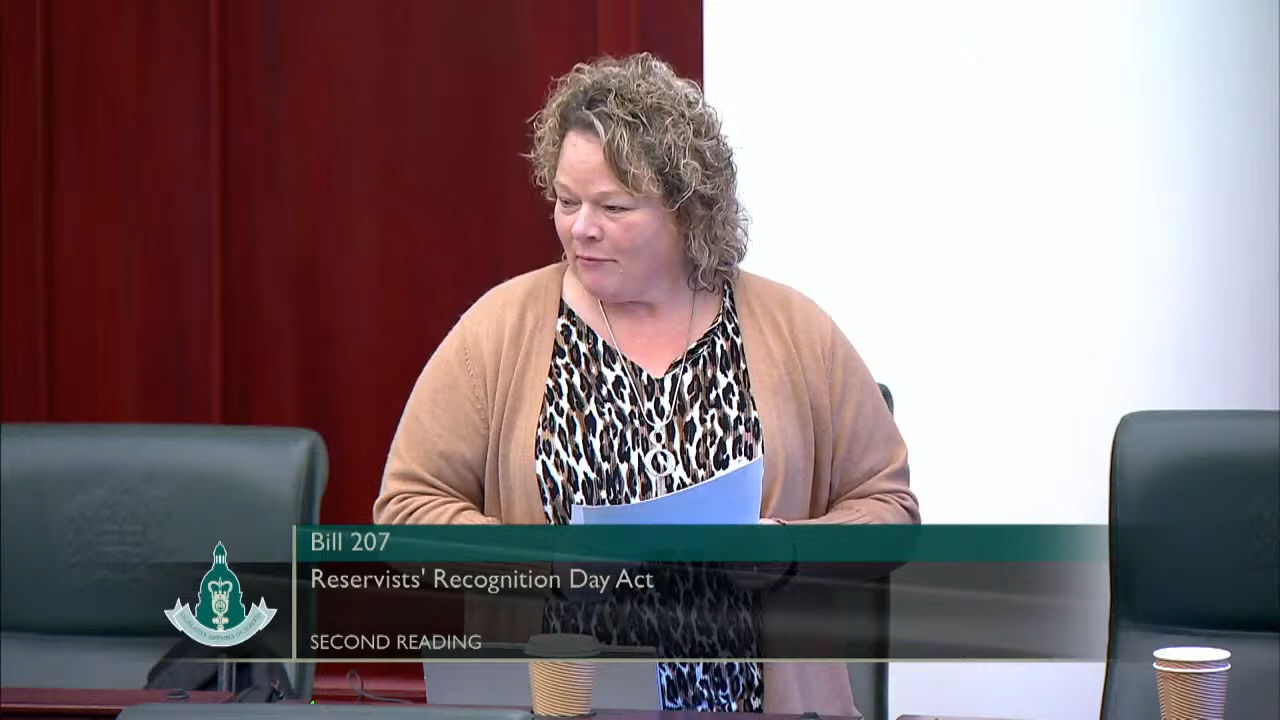 Bill 207
Reservists' Recognition Day Act
SECOND READING